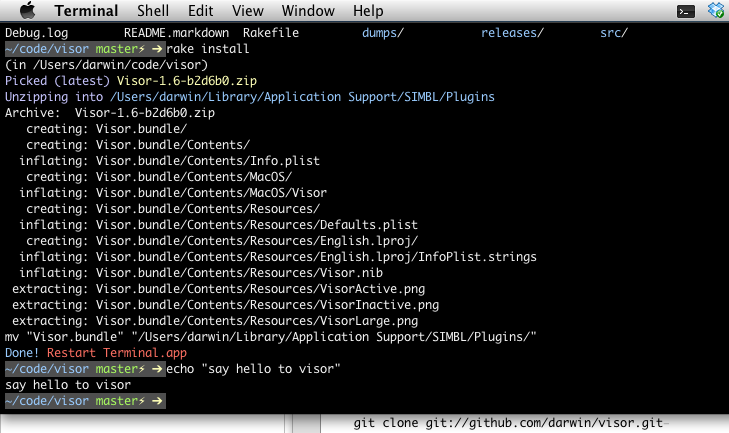 Terminal Shell Edit View Window Help
Debug.log README.markdown Rakefile dumps/ releases/ src/
~/code/visor master⚡ ➔ rake install
(in /Users/darwin/code/visor)
Picked (latest) Visor-1.6-b2d6b0.zip
Unzipping into /Users/darwin/Library/Application Support/SIMBL/Plugins
Archive:  Visor-1.6-b2d6b0.zip
creating: Visor.bundle/
creating: Visor.bundle/Contents/
inflating: Visor.bundle/Contents/Info.plist
creating: Visor.bundle/Contents/MacOS/
inflating: Visor.bundle/Contents/MacOS/Visor
creating: Visor.bundle/Contents/Resources/
inflating: Visor.bundle/Contents/Resources/Defaults.plist
creating: Visor.bundle/Contents/Resources/English.lproj/
inflating: Visor.bundle/Contents/Resources/English.lproj/InfoPlist.strings
inflating: Visor.bundle/Contents/Resources/Visor.nib
extracting: Visor.bundle/Contents/Resources/VisorActive.png
extracting: Visor.bundle/Contents/Resources/VisorInactive.png
extracting: Visor.bundle/Contents/Resources/VisorLarge.png
mv "Visor.bundle" "/Users/darwin/Library/Application Support/SIMBL/Plugins/"
Done! Restart Terminal.app
~/code/visor master⚡ ➔ echo "say hello to visor"
say hello to visor
~/code/visor master⚡ ➔
git clone git://github.com/darwin/visor.git